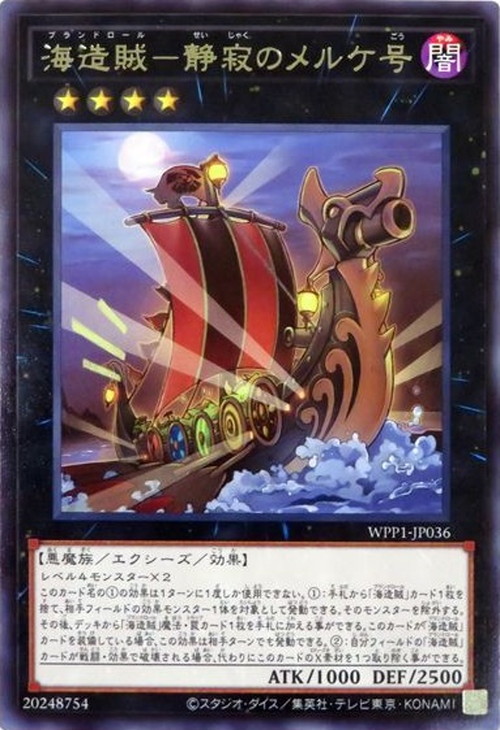 プランドロール せいじゃく ごう
海造賊-静寂のメルケ号
やみ
闇
WPP1-JP036
【悪魔族/エクシーズ/効果】
レベル4モンスター×2
このカード名の①の効果は1ターンに1度しか使用できない。①:手札から「海造賊」カード1枚を
捨て、相手フィールドの効果モンスター1体を対象として発動できる。そのモンスターを除外する。
その後、デッキから「海造賊」魔法・罠カード1枚を手札に加える事ができる。このカードが「海造賊」
カードを装備している場合、この効果は相手ターンでも発動できる。②:自分フィールドの「海造賊」
カードが戦闘・効果で破壊される場合、代わりにこのカードのX素材を1つ取り除く事ができる。
ATK/1000 DEF/2500
20248754
©スタジオ・ダイス/集英社・テレビ東京・KONAMI